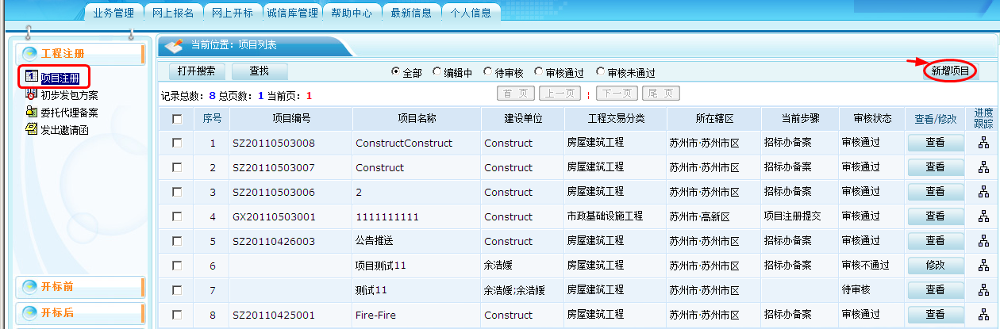 业务管理 网上报名 网上开标 诚信库管理 帮助中心 最新信息 个人信息
工程注册
项目注册
初步发包方案
委托代理备案
发出邀请函
开标前
开标后
当前位置：项目列表
打开搜索 查找 全部 编辑中 待审核 审核通过 审核未通过 新增项目
记录总数：8 总页数：1 当前页：1 首 页 上一页 | 下一页 尾 页
序号 项目编号 项目名称 建设单位 工程交易分类 所在辖区 当前步骤 审核状态 查看/修改 进度跟踪
1 SZ20110503008 ConstructConstruct Construct 房屋建筑工程 苏州市·苏州市区 招标办备案 审核通过 查看
2 SZ20110503007 Construct Construct 房屋建筑工程 苏州市·苏州市区 招标办备案 审核通过 查看
3 SZ20110503006 2 Construct 房屋建筑工程 苏州市·苏州市区 招标办备案 审核通过 查看
4 GX20110503001 1111111111 Construct 市政基础设施工程 苏州市·高新区 项目注册提交 审核通过 查看
5 SZ20110426003 公告推送 Construct 房屋建筑工程 苏州市·苏州市区 招标办备案 审核通过 查看
6 项目测试11 余洁媛 房屋建筑工程 苏州市·苏州市区 招标办备案 审核不通过 修改
7 测试11 余洁媛;余洁媛 房屋建筑工程 苏州市·苏州市区 待审核 查看
8 SZ20110425001 Fire-Fire Construct 房屋建筑工程 苏州市·苏州市区 招标办备案 审核通过 查看